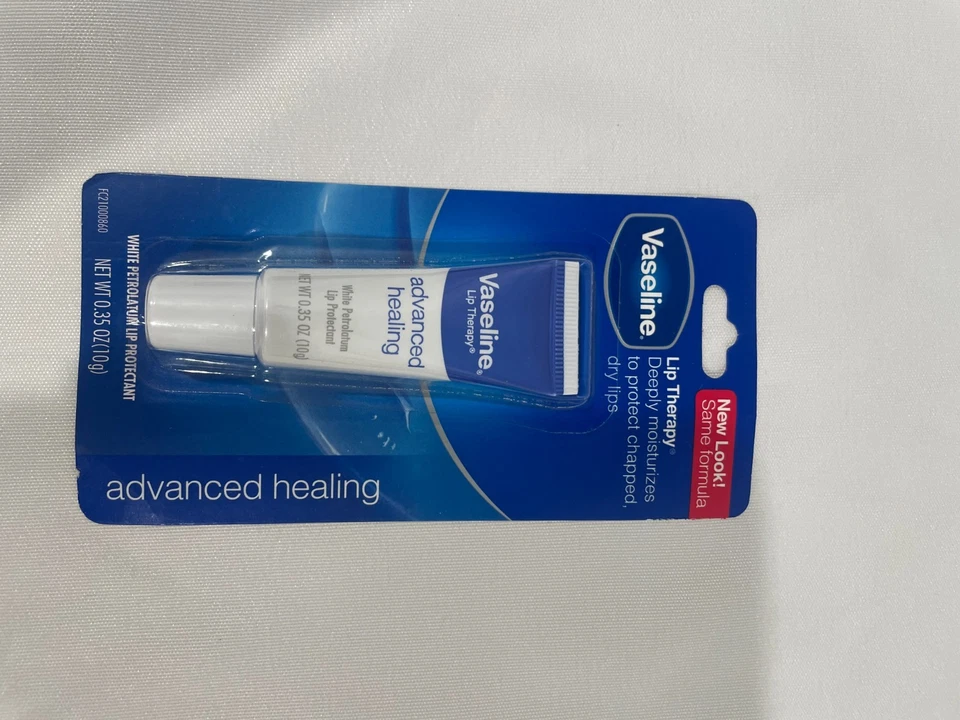 New Look!
Same formula
Vaseline®
Lip Therapy®
Deeply moisturizes
to protect chapped,
dry lips.
Vaseline®
Lip Therapy®
advanced
healing
White Petrolatum
Lip Protectant
NET WT 0.35 OZ (10g)
advanced healing
WHITE PETROLATUM LIP PROTECTANT
NET WT 0.35 OZ(10g)
FC21000860